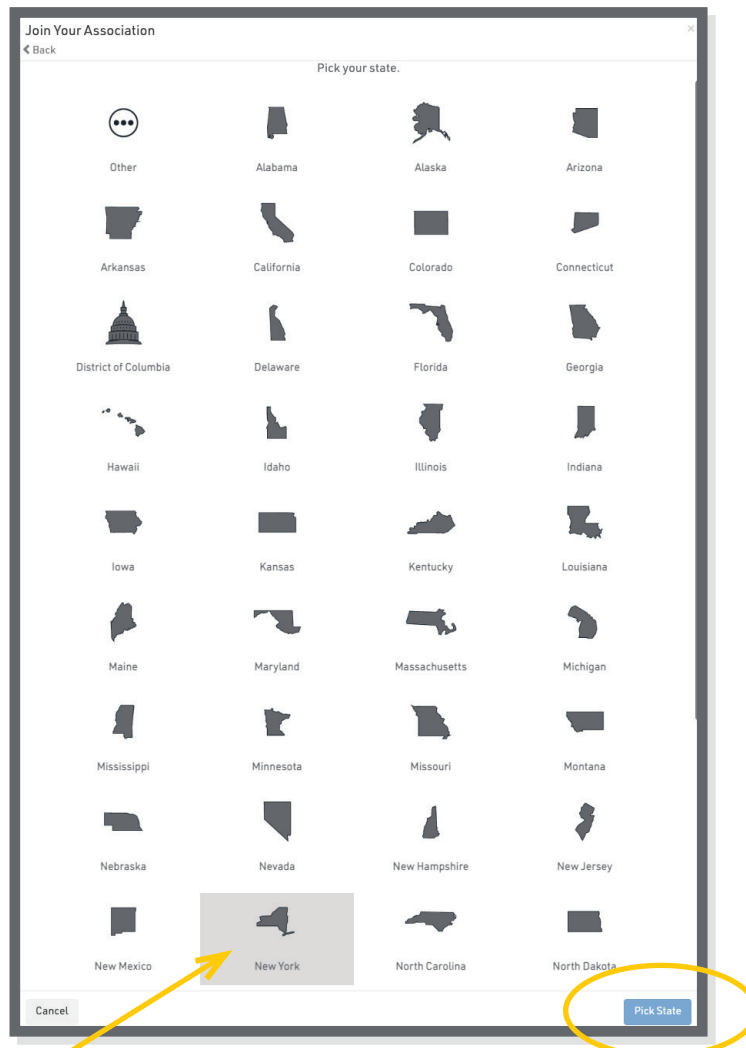 Join Your Association
×
Back
Pick your state.
Other Alabama Alaska Arizona
Arkansas California Colorado Connecticut
District of Columbia Delaware Florida Georgia
Hawaii Idaho Illinois Indiana
Iowa Kansas Kentucky Louisiana
Maine Maryland Massachusetts Michigan
Mississippi Minnesota Missouri Montana
Nebraska Nevada New Hampshire New Jersey
New Mexico New York North Carolina North Dakota
Cancel Pick State